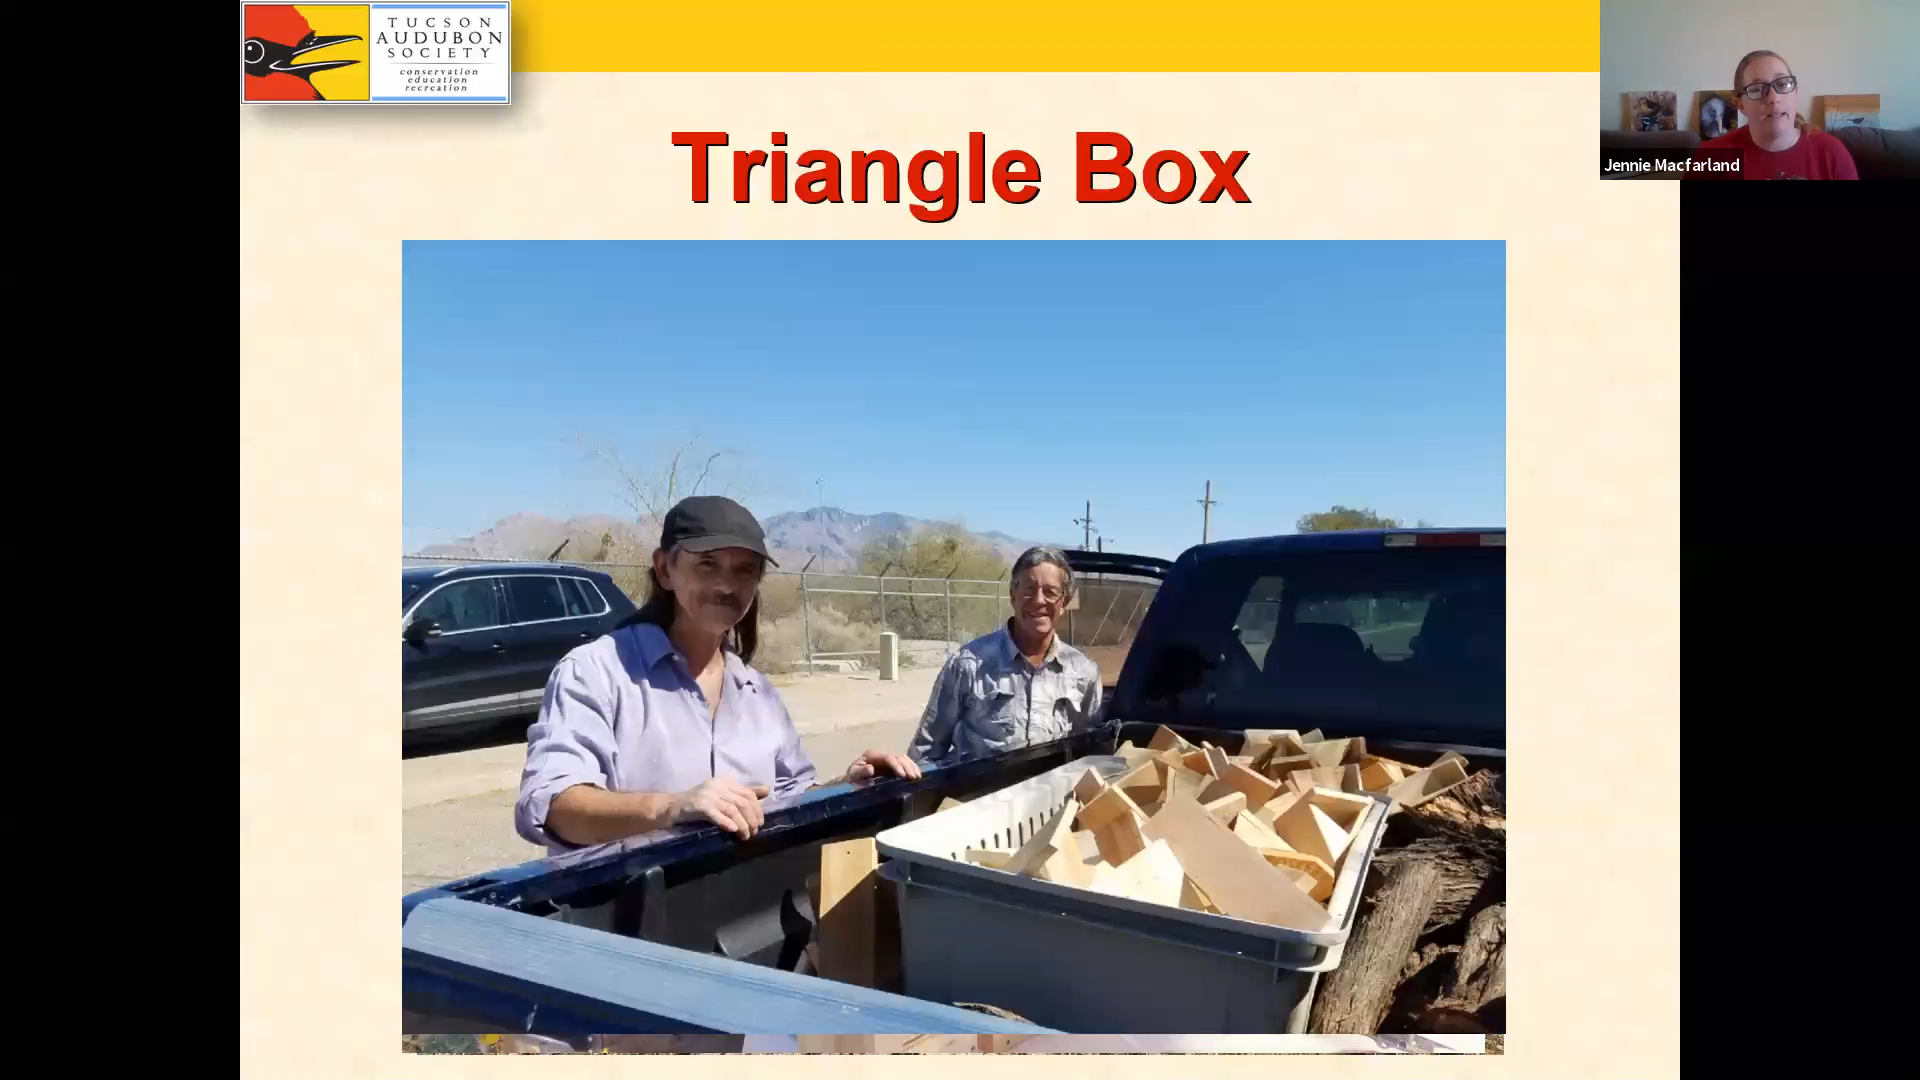 TUCSON
AUDUBON
SOCIETY
conservation
education
recreation
Triangle Box
Jennie Macfarland